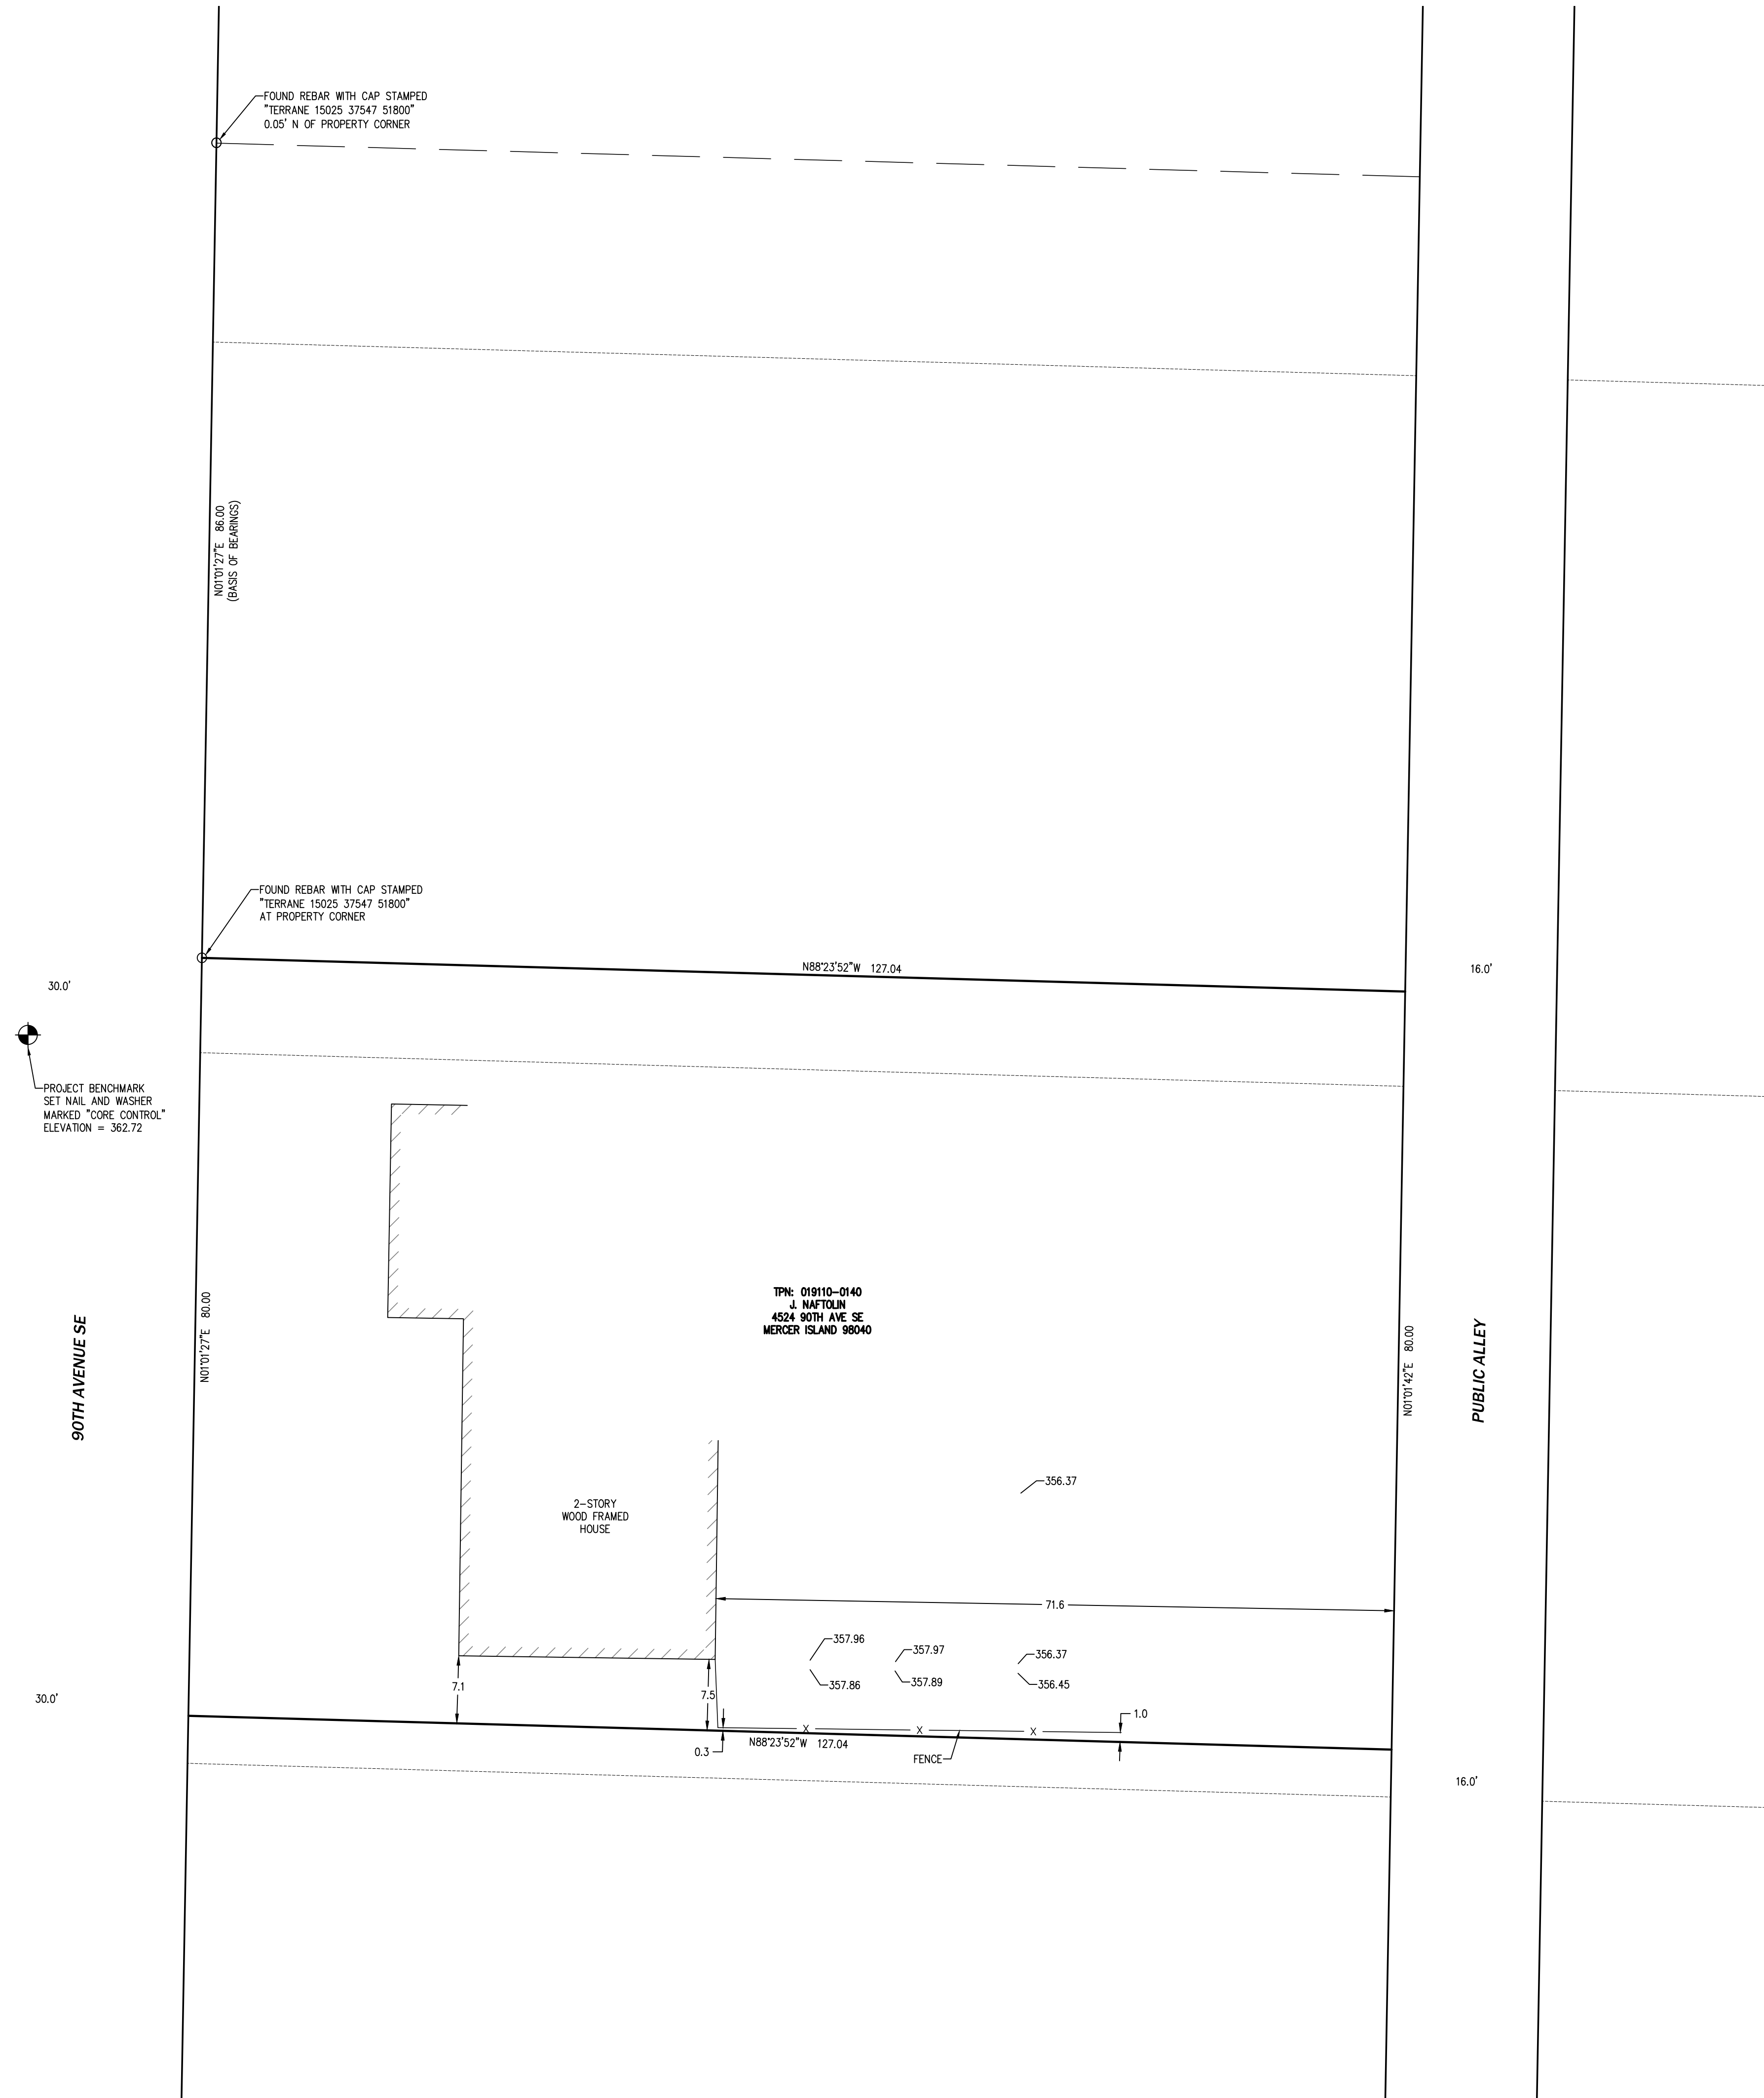 FOUND REBAR WITH CAP STAMPED
"TERRANE 15025 37547 51800"
0.05' N OF PROPERTY CORNER
N01°01'27"E 86.00
(BASIS OF BEARINGS)
FOUND REBAR WITH CAP STAMPED
"TERRANE 15025 37547 51800"
AT PROPERTY CORNER
N88°23'52"W 127.04
16.0'
30.0'
PROJECT BENCHMARK
SET NAIL AND WASHER
MARKED "CORE CONTROL"
ELEVATION = 362.72
TPN: 019110-0140
J. NAFTOLIN
4524 90TH AVE SE
MERCER ISLAND 98040
90TH AVENUE SE
N01°01'27"E 80.00
N01°01'42"E 80.00
PUBLIC ALLEY
356.37
2-STORY
WOOD FRAMED
HOUSE
71.6
357.96
357.97
356.37
357.86
357.89
356.45
7.1
7.5
30.0'
1.0
X
X
X
N88°23'52"W 127.04
0.3
FENCE
16.0'